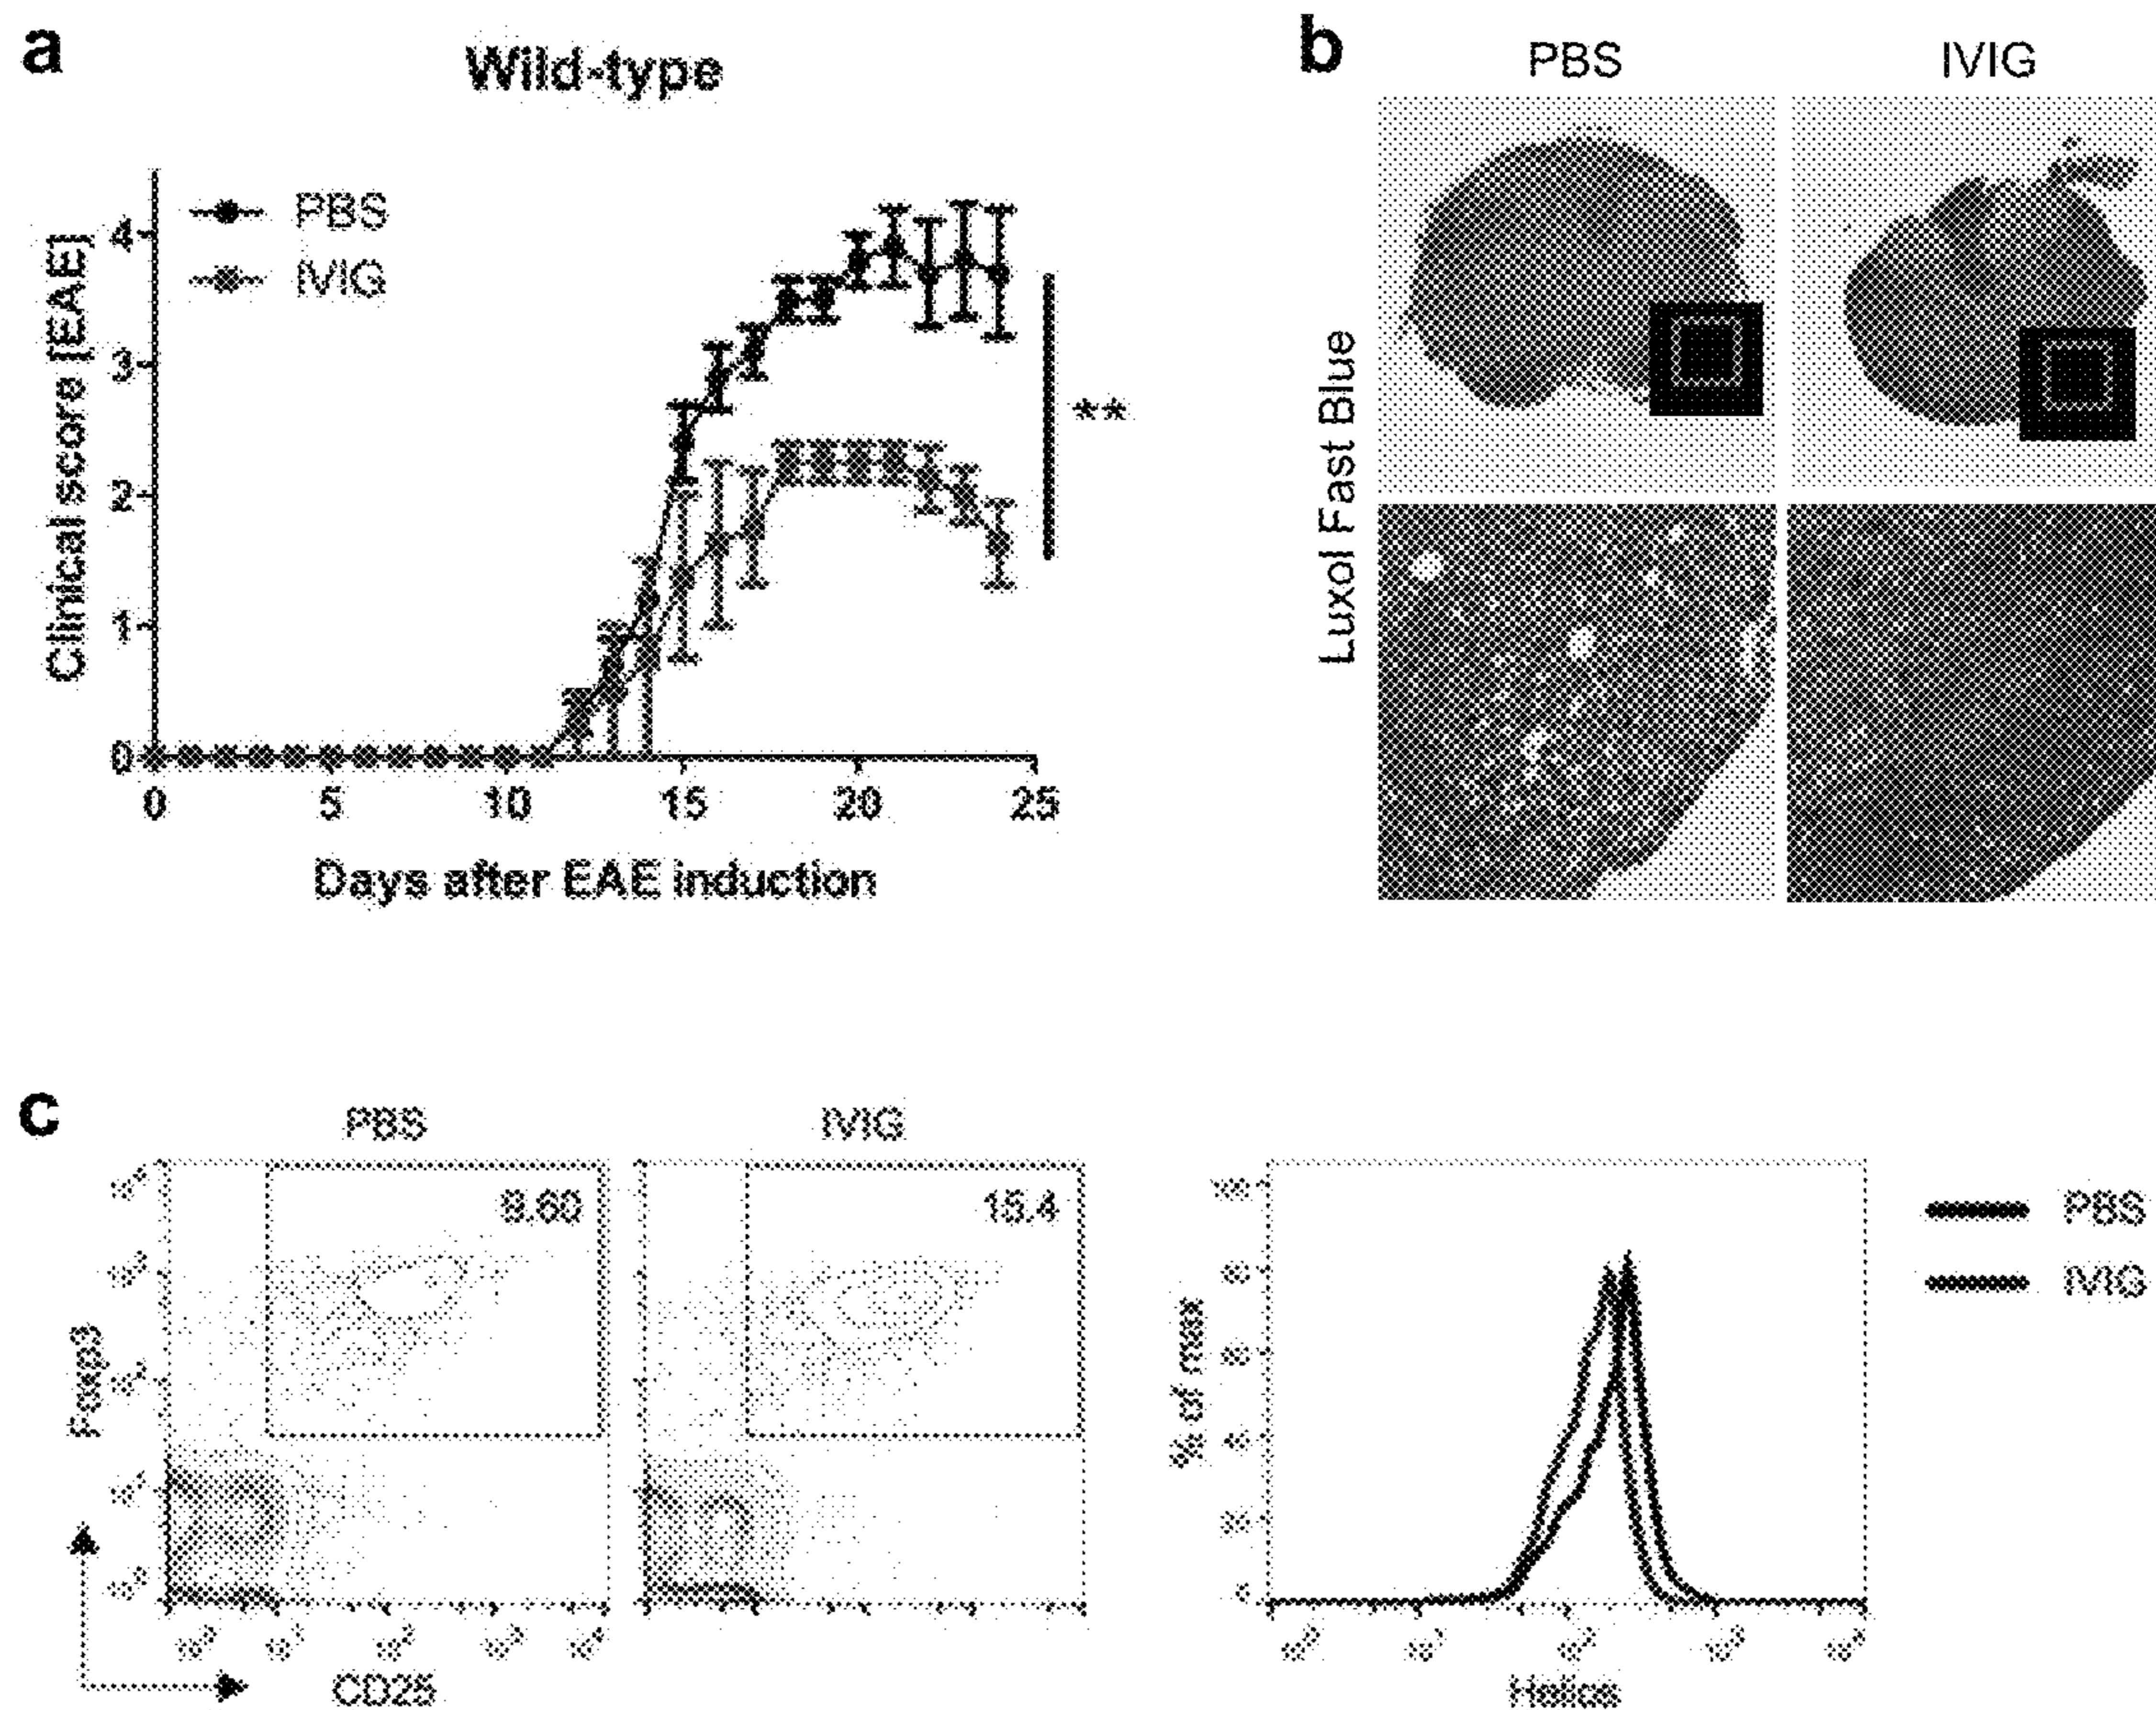 a
Wild-type
PBS
IVIG
Clinical score [EAE]
4
3
2
1
0
0 5 10 15 20 25
Days after EAE induction
**
b
PBS IVIG
Luxol Fast Blue
c
PBS IVIG
9.60 15.4
Foxp3
CD25
% of max
Helios
PBS
IVIG